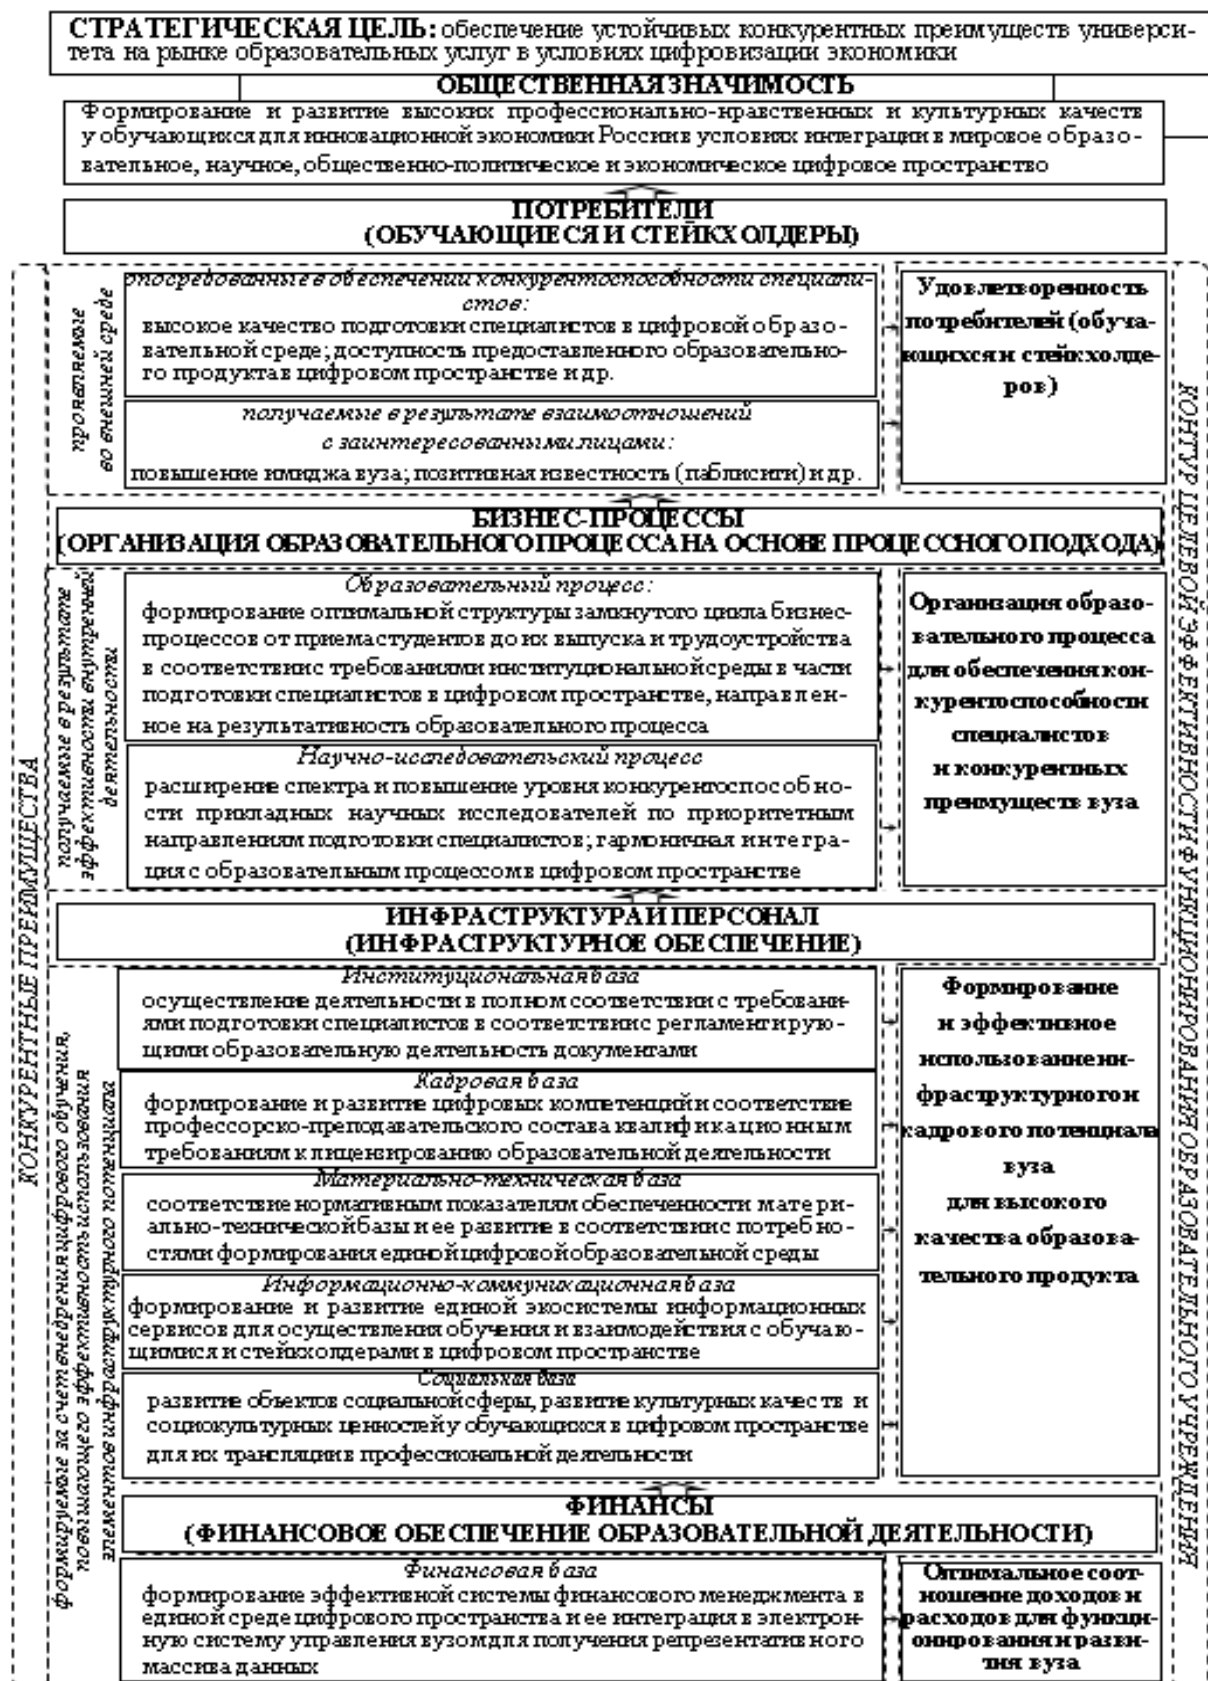 СТРАТЕГИЧЕСКАЯ ЦЕЛЬ: обеспечение устойчивых конкурентных преимуществ универси-
тета на рынке образовательных услуг в условиях цифровизации экономики
ОБЩЕСТВЕННАЯ ЗНАЧИМОСТЬ
Формирование и развитие высоких профессионально-нравственных и культурных качеств
у обучающихся для инновационной экономики России в условиях интеграции в мировое образо-
вательное, научное, общественно-политическое и экономическое цифровое пространство
ПОТРЕБИТЕЛИ
(ОБУЧАЮЩИЕСЯ И СТЕЙКХОЛДЕРЫ)
КОНКУРЕНТНЫЕ ПРЕИМУЩЕСТВА
проявляемые
во внешней среде
опосредованные в обеспечении конкурентоспособности специали-
стов:
высокое качество подготовки специалистов в цифровой образо-
вательной среде; доступность предоставленного образовательно-
го продукта в цифровом пространстве и др.
получаемые в результате взаимоотношений
с заинтересованными лицами:
повышение имиджа вуза; позитивная известность (паблисити) и др.
Удовлетворенность
потребителей (обуча-
ющихся и стейкхолде-
ров)
КОНТУР ЦЕЛЕВОЙ ЭФФЕКТИВНОСТИ ФУНКЦИОНИРОВАНИЯ ОБРАЗОВАТЕЛЬНОГО УЧРЕЖДЕНИЯ
БИЗНЕС-ПРОЦЕССЫ
(ОРГАНИЗАЦИЯ ОБРАЗОВАТЕЛЬНОГО ПРОЦЕССА НА ОСНОВЕ ПРОЦЕССНОГО ПОДХОДА)
получаемые в результате
эффективности внутренней
деятельности
Образовательный процесс:
формирование оптимальной структуры замкнутого цикла бизнес-
процессов от приема студентов до их выпуска и трудоустройства
в соответствии с требованиями институциональной среды в части
подготовки специалистов в цифровом пространстве, направлен-
ное на результативность образовательного процесса
Научно-исследовательский процесс
расширение спектра и повышение уровня конкурентоспособно-
сти прикладных научных исследователей по приоритетным
направлениям подготовки специалистов; гармоничная интегра-
ция с образовательным процессом в цифровом пространстве
Организация образо-
вательного процесса
для обеспечения кон-
курентоспособности
специалистов
и конкурентных
преимуществ вуза
ИНФРАСТРУКТУРА И ПЕРСОНАЛ
(ИНФРАСТРУКТУРНОЕ ОБЕСПЕЧЕНИЕ)
формируемые за счет внедрения цифрового обучения,
повышающего эффективность использования
элементов инфраструктурного потенциала
Институциональная база
осуществление деятельности в полном соответствии с требовани-
ями подготовки специалистов в соответствии с регламентирую-
щими образовательную деятельность документами
Кадровая база
формирование и развитие цифровых компетенций и соответствие
профессорско-преподавательского состава квалификационным
требованиям к лицензированию образовательной деятельности
Материально-техническая база
соответствие нормативным показателям обеспеченности матери-
ально-технической базы и ее развитие в соответствии с потребно-
стями формирования единой цифровой образовательной среды
Информационно-коммуникационная база
формирование и развитие единой экосистемы информационных
сервисов для осуществления обучения и взаимодействия с обучаю-
щимися и стейкхолдерами в цифровом пространстве
Социальная база
развитие объектов социальной сферы, развитие культурных качеств и
социокультурных ценностей у обучающихся в цифровом пространстве
для их трансляции в профессиональной деятельности
Формирование
и эффективное
использование ин-
фраструктурного и
кадрового потенциала
вуза
для высокого
качества образова-
тельного продукта
ФИНАНСЫ
(ФИНАНСОВОЕ ОБЕСПЕЧЕНИЕ ОБРАЗОВАТЕЛЬНОЙ ДЕЯТЕЛЬНОСТИ)
Финансовая база
формирование эффективной системы финансового менеджмента в
единой среде цифрового пространства и ее интеграция в электрон-
ную систему управления вузом для получения репрезентативного
массива данных
Оптимальное соот-
ношение доходов и
расходов для функци-
онирования и разви-
тия вуза